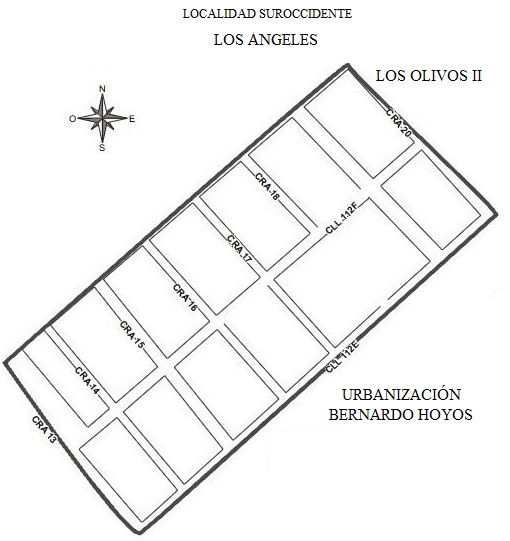 LOCALIDAD SUROCCIDENTE
LOS ANGELES
LOS OLIVOS II
N
O
E
S
CRA 20
CRA 18
CLL 112F
CRA 17
CRA 16
CRA 15
CLL 112E
CRA 14
CRA 13
URBANIZACIÓN
BERNARDO HOYOS